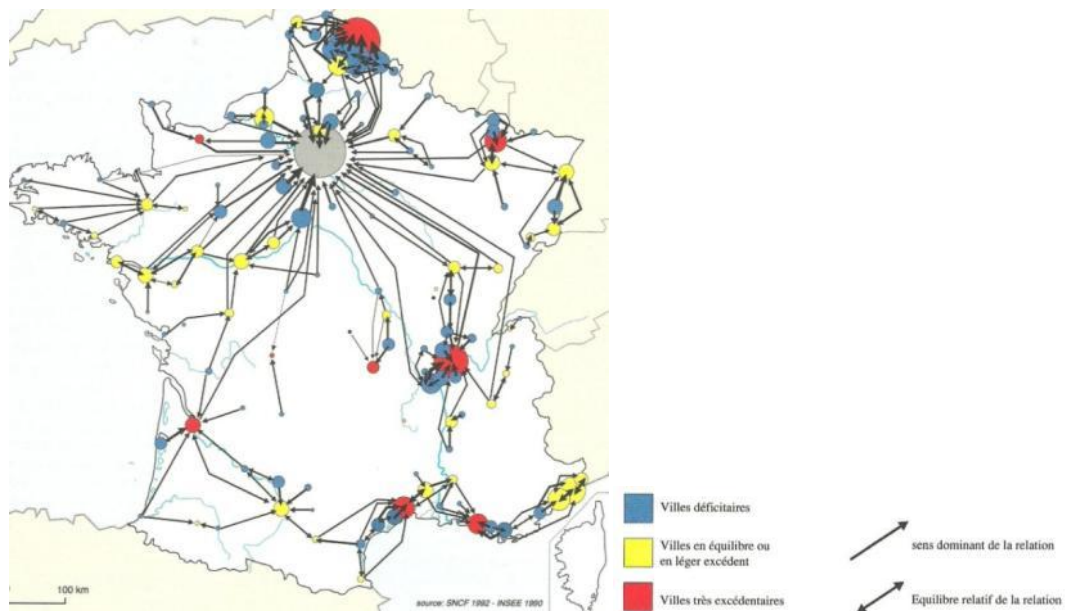 100 km
source: SNCF 1992 - INSEE 1990
Villes déficitaires
Villes en équilibre ou
en léger excédent
Villes très excédentaires
sens dominant de la relation
Equilibre relatif de la relation